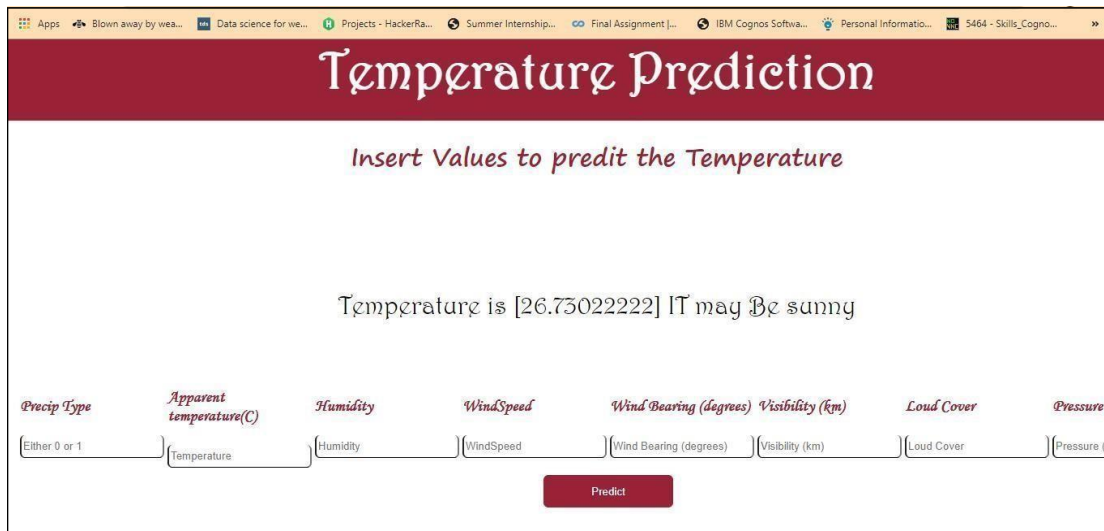 Apps Blown away by wea... Data science for we... Projects - HackerRa... Summer Internship... Final Assignment |... IBM Cognos Softwa... Personal Informatio... 5464 - Skills_Cogno... »
Temperature Prediction
Insert Values to predit the Temperature
Temperature is [26.73022222] IT may Be sunny
Precip Type Apparent temperature(C) Humidity WindSpeed Wind Bearing (degrees) Visibility (km) Loud Cover Pressure
Either 0 or 1 Temperature Humidity WindSpeed Wind Bearing (degrees) Visibility (km) Loud Cover Pressure (
Predict